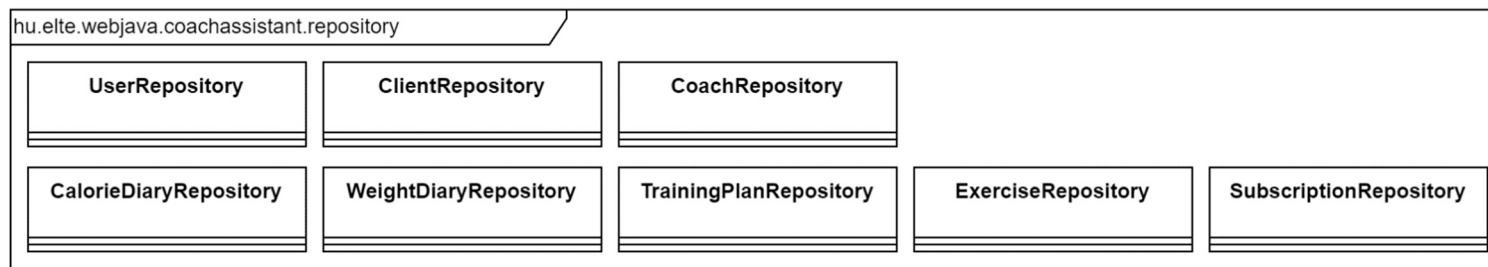 hu.elte.webjava.coachassistant.repository
UserRepository
ClientRepository
CoachRepository
CalorieDiaryRepository
WeightDiaryRepository
TrainingPlanRepository
ExerciseRepository
SubscriptionRepository